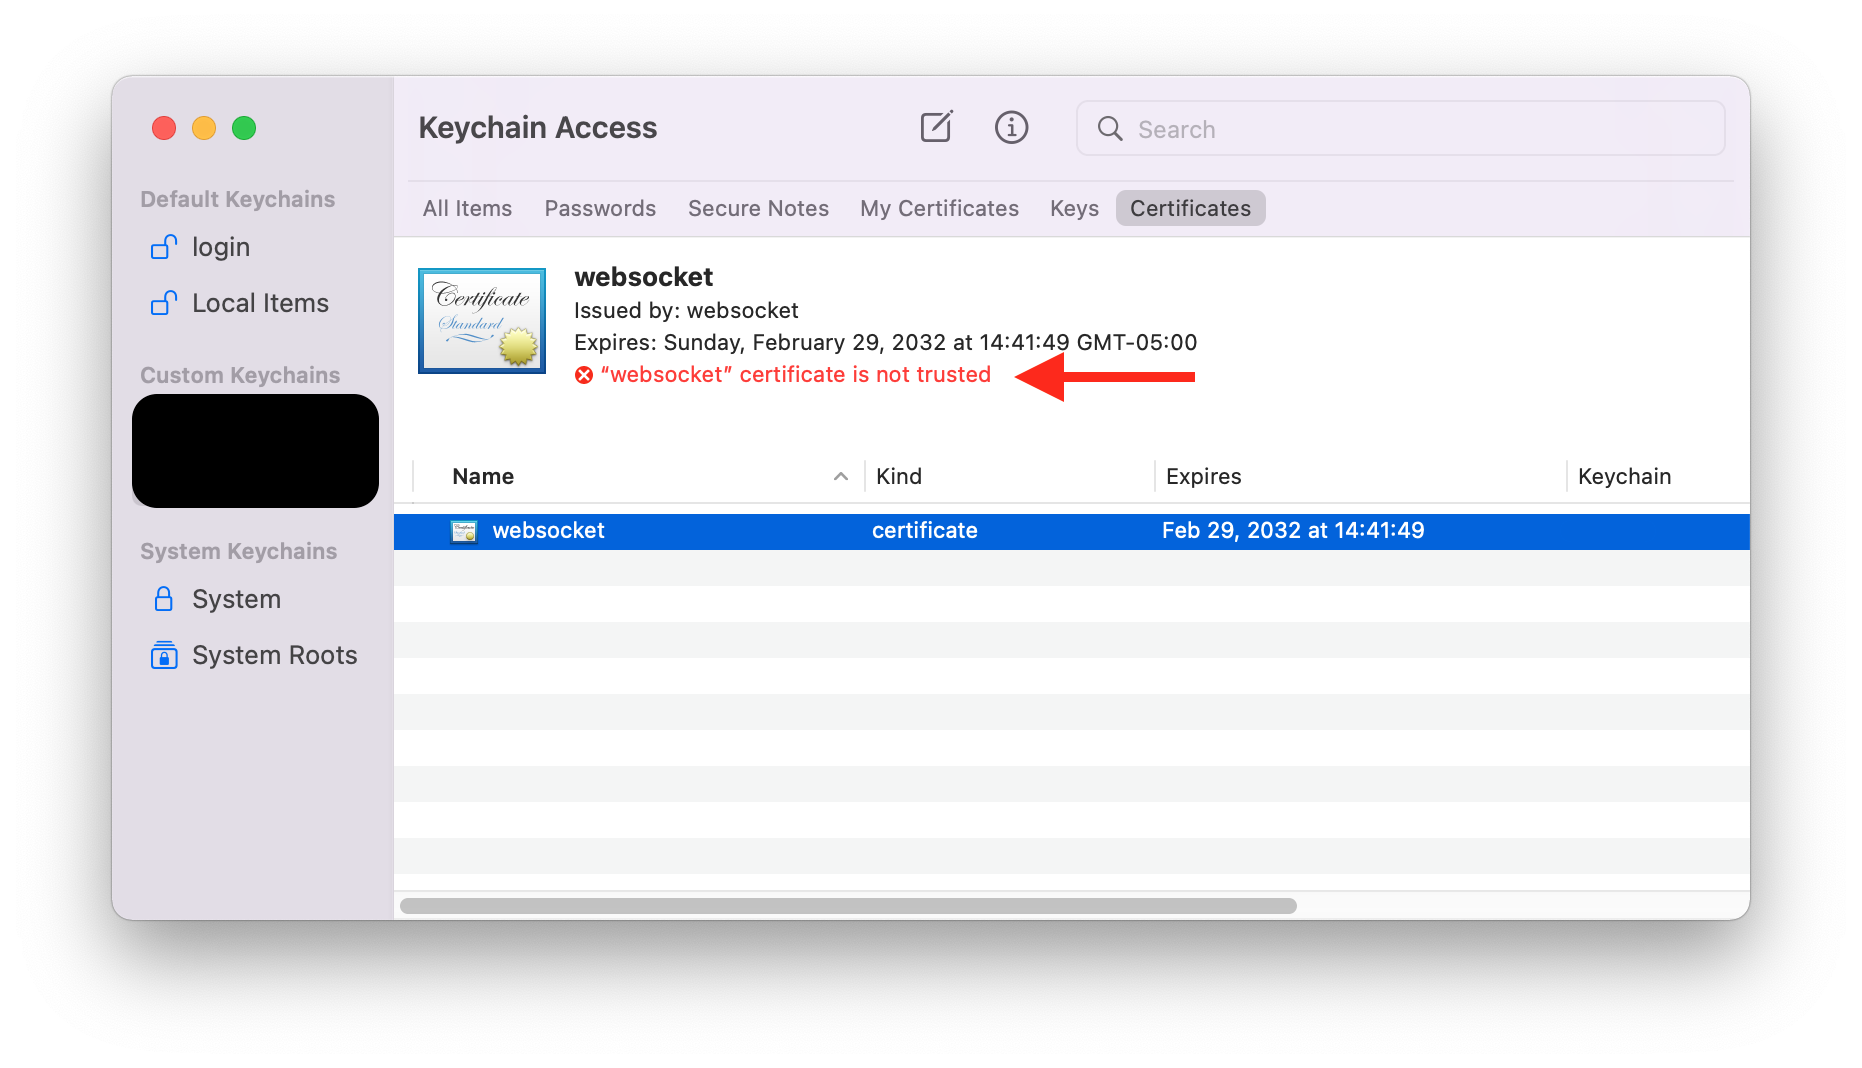 Keychain Access
Search
All Items Passwords Secure Notes My Certificates Keys Certificates
Default Keychains
login
Local Items
Custom Keychains
System Keychains
System
System Roots
Certificate
Standard
websocket
Issued by: websocket
Expires: Sunday, February 29, 2032 at 14:41:49 GMT-05:00
“websocket” certificate is not trusted
Name Kind Expires Keychain
websocket certificate Feb 29, 2032 at 14:41:49